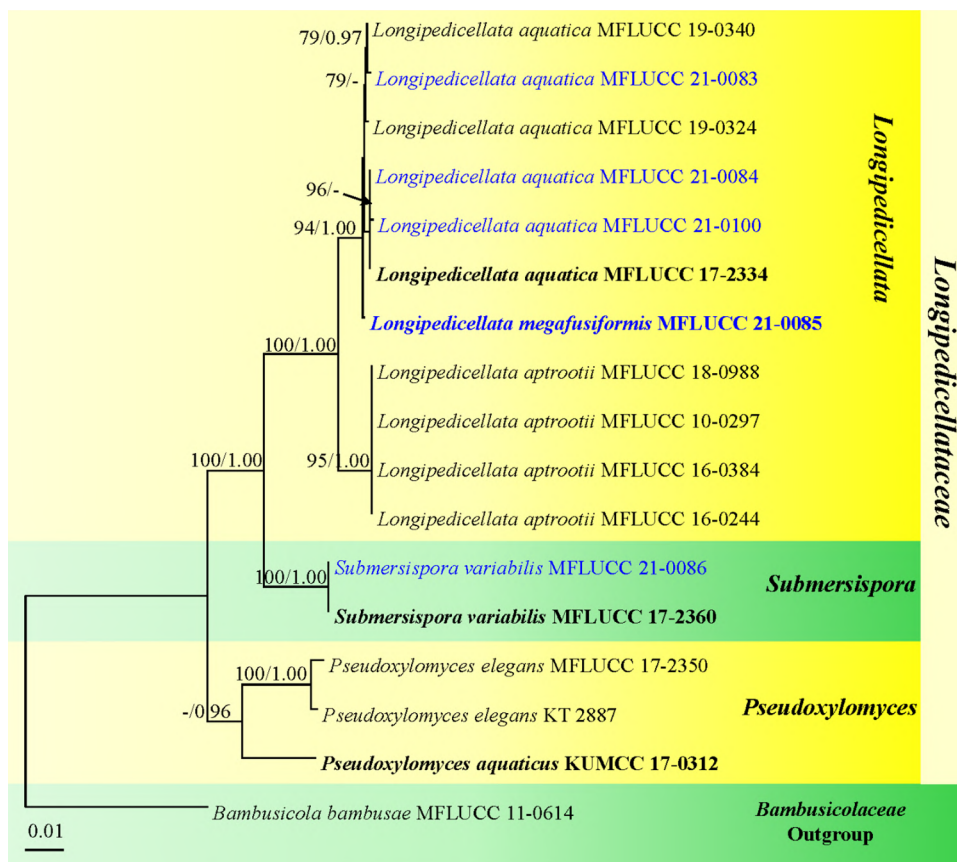 79/0.97
Longipedicellata aquatica MFLUCC 19-0340
79/-
Longipedicellata aquatica MFLUCC 21-0083
Longipedicellata aquatica MFLUCC 19-0324
96/-
Longipedicellata aquatica MFLUCC 21-0084
94/1.00
Longipedicellata aquatica MFLUCC 21-0100
Longipedicellata aquatica MFLUCC 17-2334
Longipedicellata megafusiformis MFLUCC 21-0085
100/1.00
Longipedicellata aptrootii MFLUCC 18-0988
Longipedicellata aptrootii MFLUCC 10-0297
100/1.00
95/1.00
Longipedicellata aptrootii MFLUCC 16-0384
Longipedicellata aptrootii MFLUCC 16-0244
Longipedicellata
Longipedicellataceae
100/1.00
Submersispora variabilis MFLUCC 21-0086
Submersispora variabilis MFLUCC 17-2360
Submersispora
100/1.00
Pseudoxylomyces elegans MFLUCC 17-2350
-/0.96
Pseudoxylomyces elegans KT 2887
Pseudoxylomyces
Pseudoxylomyces aquaticus KUMCC 17-0312
Bambusicola bambusae MFLUCC 11-0614
Bambusicolaceae
Outgroup
0.01